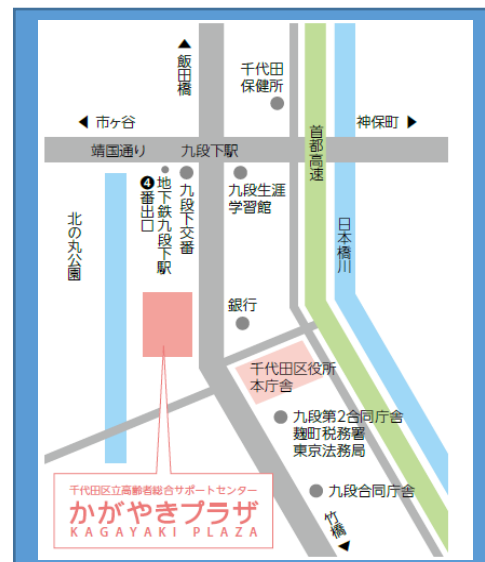 ▲
飯田橋
千代田
保健所
◀ 市ヶ谷
神保町 ▶
首都高速
靖国通り
九段下駅
❹番出口
地下鉄九段下駅
九段下交番
九段生涯
学習館
北の丸公園
日本橋川
銀行
千代田区役所
本庁舎
九段第2合同庁舎
麹町税務署
東京法務局
九段合同庁舎
竹橋
▼
千代田区立高齢者総合サポートセンター
かがやきプラザ
KAGAYAKI PLAZA